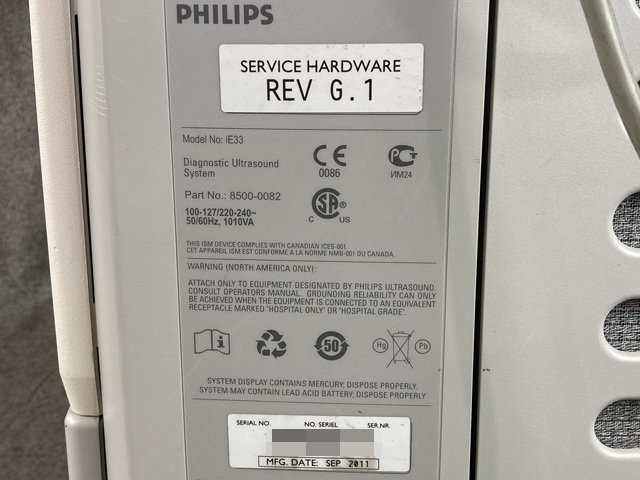 PHILIPS
SERVICE HARDWARE
REV G.1
Model No: iE33
Diagnostic Ultrasound
System
CE
0086
РСТ
ИМ24
Part No.: 8500-0082
100-127/220-240~
50/60Hz, 1010VA
SA®
C US
THIS ISM DEVICE COMPLIES WITH CANADIAN ICES-001.
CET APPAREIL ISM EST CONFORME A LA NORME NMB-001 DU CANADA.
WARNING (NORTH AMERICA ONLY):
ATTACH ONLY TO EQUIPMENT DESIGNATED BY PHILIPS ULTRASOUND.
CONSULT OPERATORS MANUAL. GROUNDING RELIABILITY CAN ONLY
BE ACHIEVED WHEN THE EQUIPMENT IS CONNECTED TO AN EQUIVALENT
RECEPTACLE MARKED "HOSPITAL ONLY" OR "HOSPITAL GRADE".
i
50
Hg
Pb
SYSTEM DISPLAY CONTAINS MERCURY, DISPOSE PROPERLY.
SYSTEM MAY CONTAIN LEAD ACID BATTERY, DISPOSE PROPERLY
SERIAL NO. NO. SERIEL SER.NR.
MFG. DATE: SEP 2011